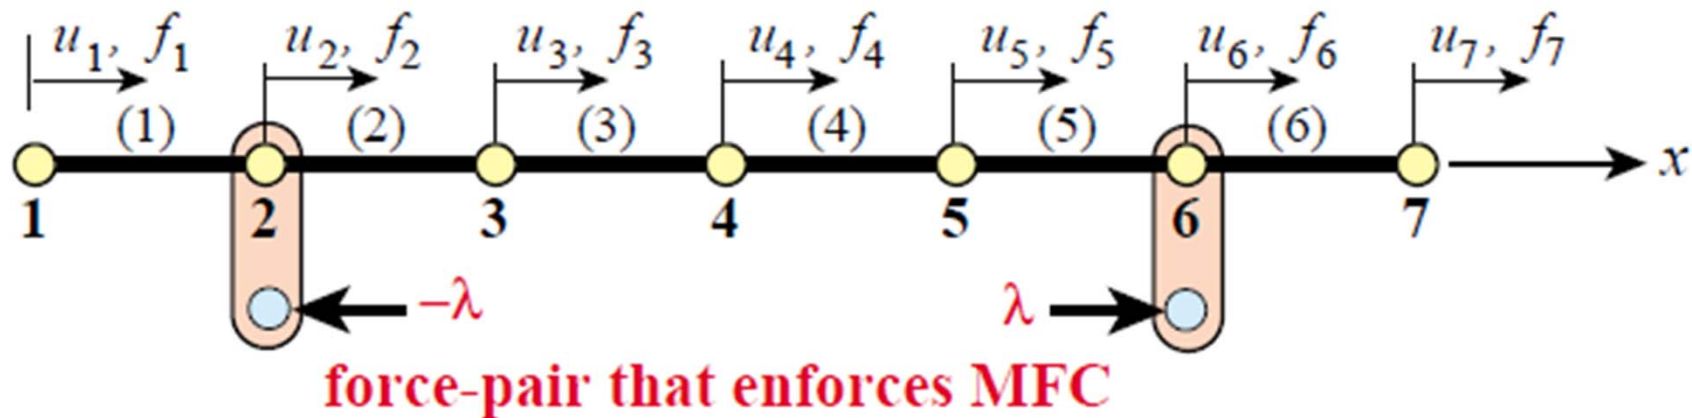 u1, f1 u2, f2 u3, f3 u4, f4 u5, f5 u6, f6 u7, f7
(1) (2) (3) (4) (5) (6)
x
1 2 3 4 5 6 7
−λ λ
force-pair that enforces MFC